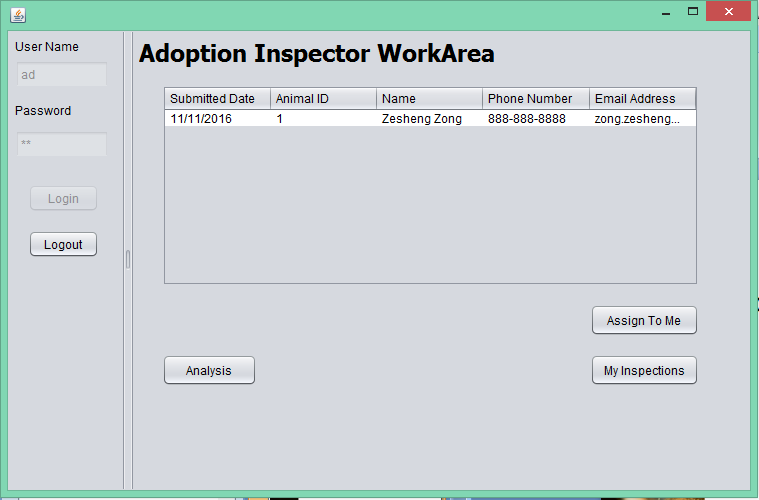 User Name
ad
Password
**
Login
Logout
Adoption Inspector WorkArea
Submitted Date Animal ID Name Phone Number Email Address
11/11/2016 1 Zesheng Zong 888-888-8888 zong.zesheng...
Assign To Me
Analysis My Inspections